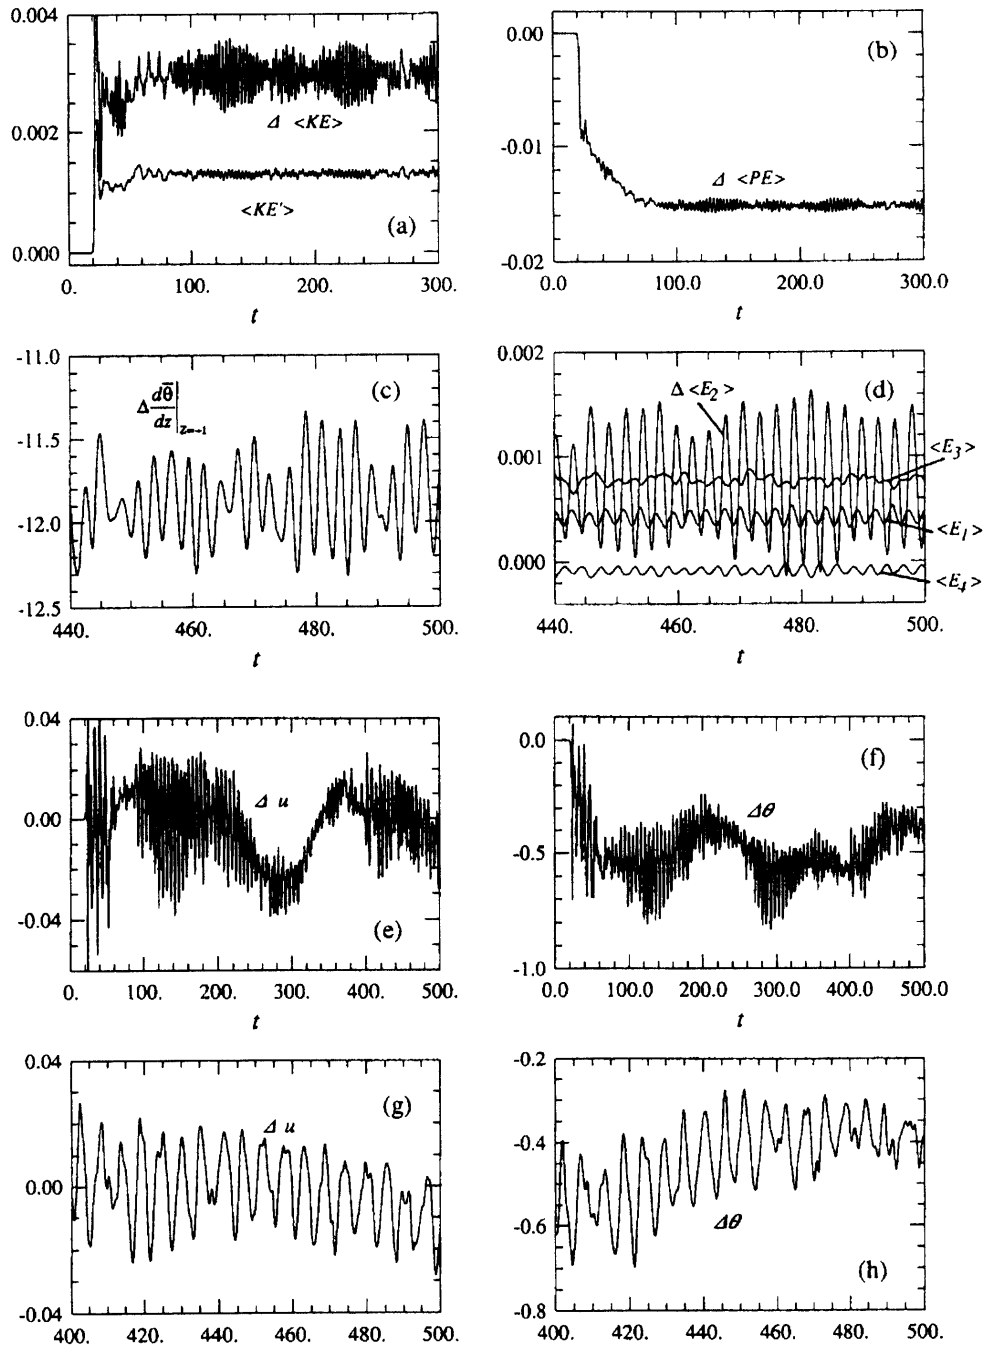 0.004
0.002
0.000
Δ <KE>
<KE'>
(a)
0. 100. 200. 300.
t
0.00
-0.01
-0.02
(b)
Δ <PE>
0.0 100.0 200.0 300.0
t
-11.0
-11.5
-12.0
-12.5
Δ dθ̅/dz|z=-1
(c)
440. 460. 480. 500.
t
0.002
0.001
0.000
Δ <E2>
(d)
<E3>
<E1>
<E4>
440. 460. 480. 500.
t
0.04
0.00
-0.04
Δ u
(e)
0. 100. 200. 300. 400. 500.
t
0.0
-0.5
-1.0
Δθ
(f)
0.0 100.0 200.0 300.0 400.0 500.0
t
0.04
0.00
-0.04
Δ u
(g)
400. 420. 440. 460. 480. 500.
-0.2
-0.4
-0.6
-0.8
Δθ
(h)
400. 420. 440. 460. 480. 500.